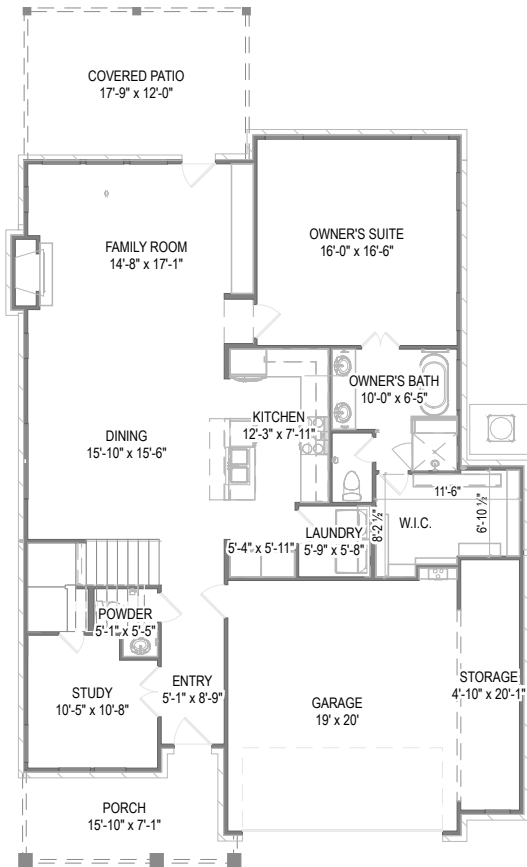 COVERED PATIO
17'-9" x 12'-0"
FAMILY ROOM
14'-8" x 17'-1"
OWNER'S SUITE
16'-0" x 16'-6"
OWNER'S BATH
10'-0" x 6'-5"
KITCHEN
12'-3" x 7'-11"
DINING
15'-10" x 15'-6"
11'-6"
6'-10 ½"
W.I.C.
8'-2 ½"
LAUNDRY
5'-9" x 5'-8"
5'-4" x 5'-11"
POWDER
5'-1" x 5'-5"
STUDY
10'-5" x 10'-8"
ENTRY
5'-1" x 8'-9"
GARAGE
19' x 20'
STORAGE
4'-10" x 20'-1"
PORCH
15'-10" x 7'-1"